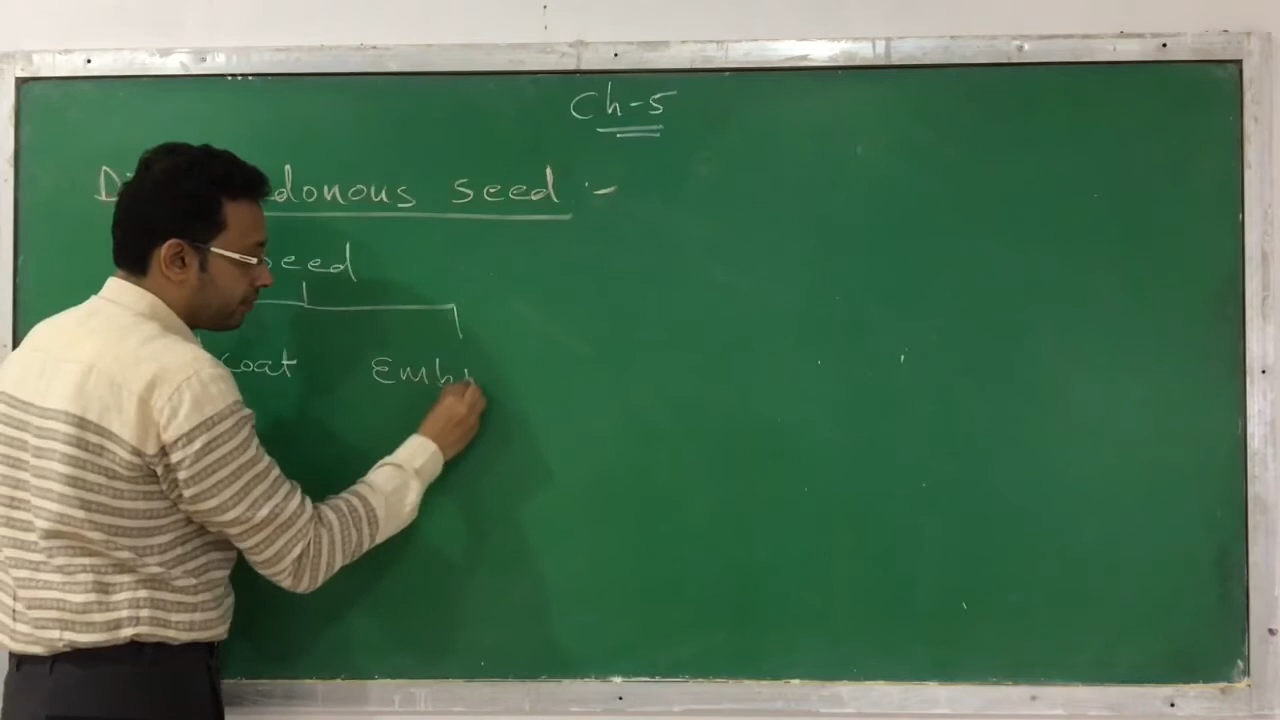 Ch-5
donous seed :-
seed
coat Emb